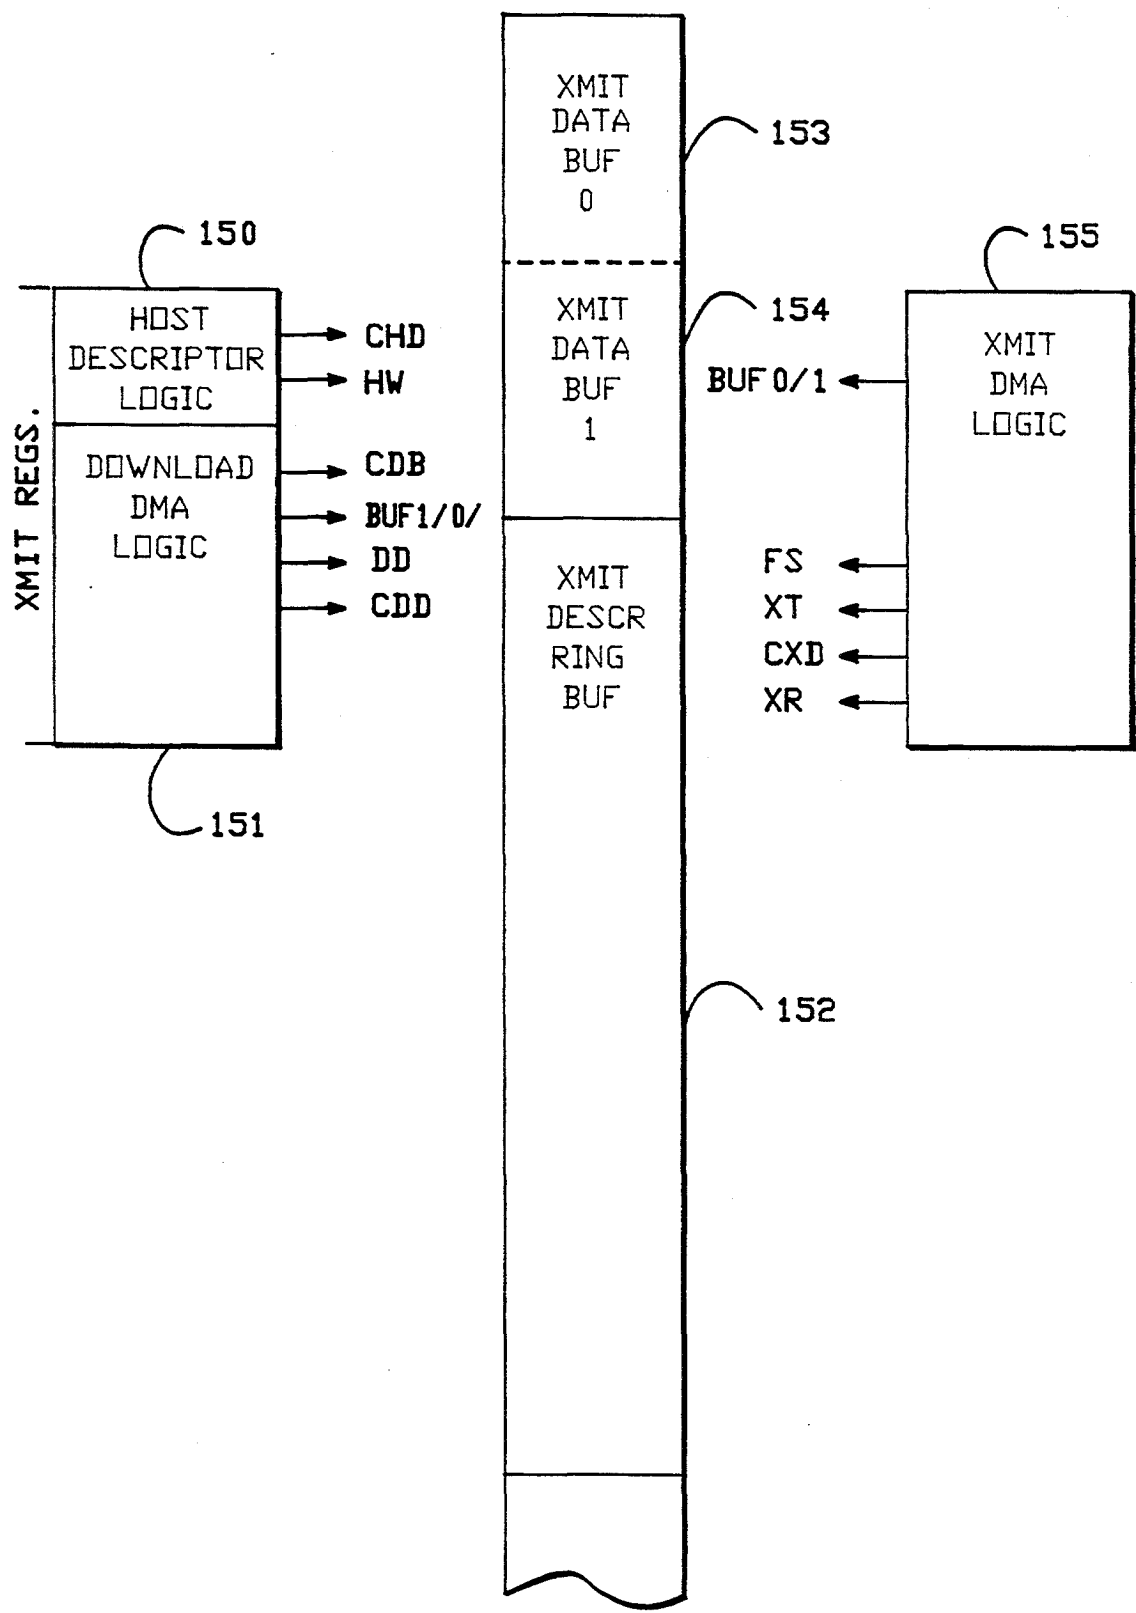 XMIT
DATA
BUF
0
153
150
155
XMIT REGS.
HOST
DESCRIPTOR
LOGIC
CHD
HW
DOWNLOAD
DMA
LOGIC
CDB
BUF1/0/
DD
CDD
151
XMIT
DATA
BUF
1
154
BUF 0/1
XMIT
DMA
LOGIC
XMIT
DESCR
RING
BUF
FS
XT
CXD
XR
152